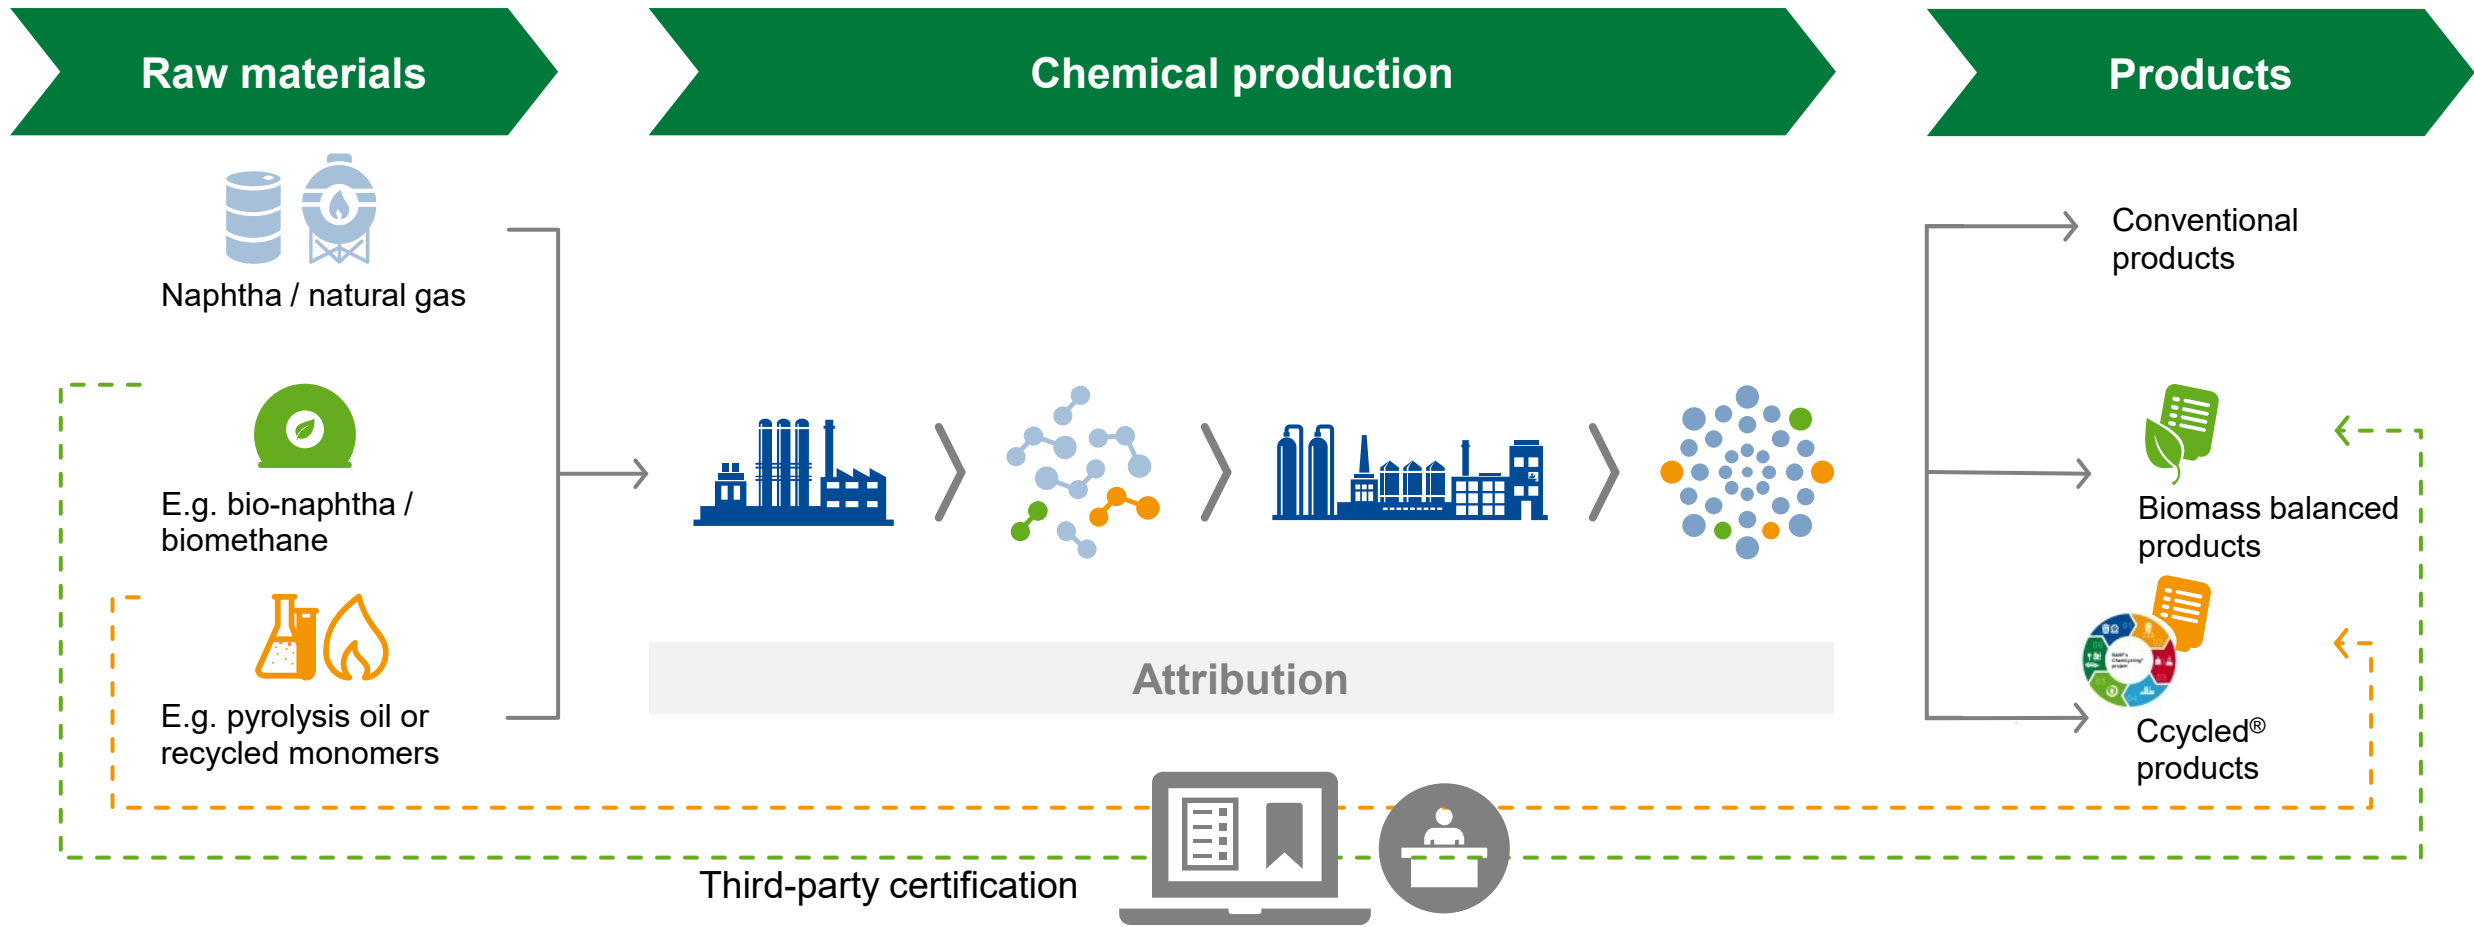 Raw materials
Chemical production
Products
Naphtha / natural gas
E.g. bio-naphtha /
biomethane
E.g. pyrolysis oil or
recycled monomers
Attribution
Third-party certification
Conventional
products
Biomass balanced
products
Ccycled®
products